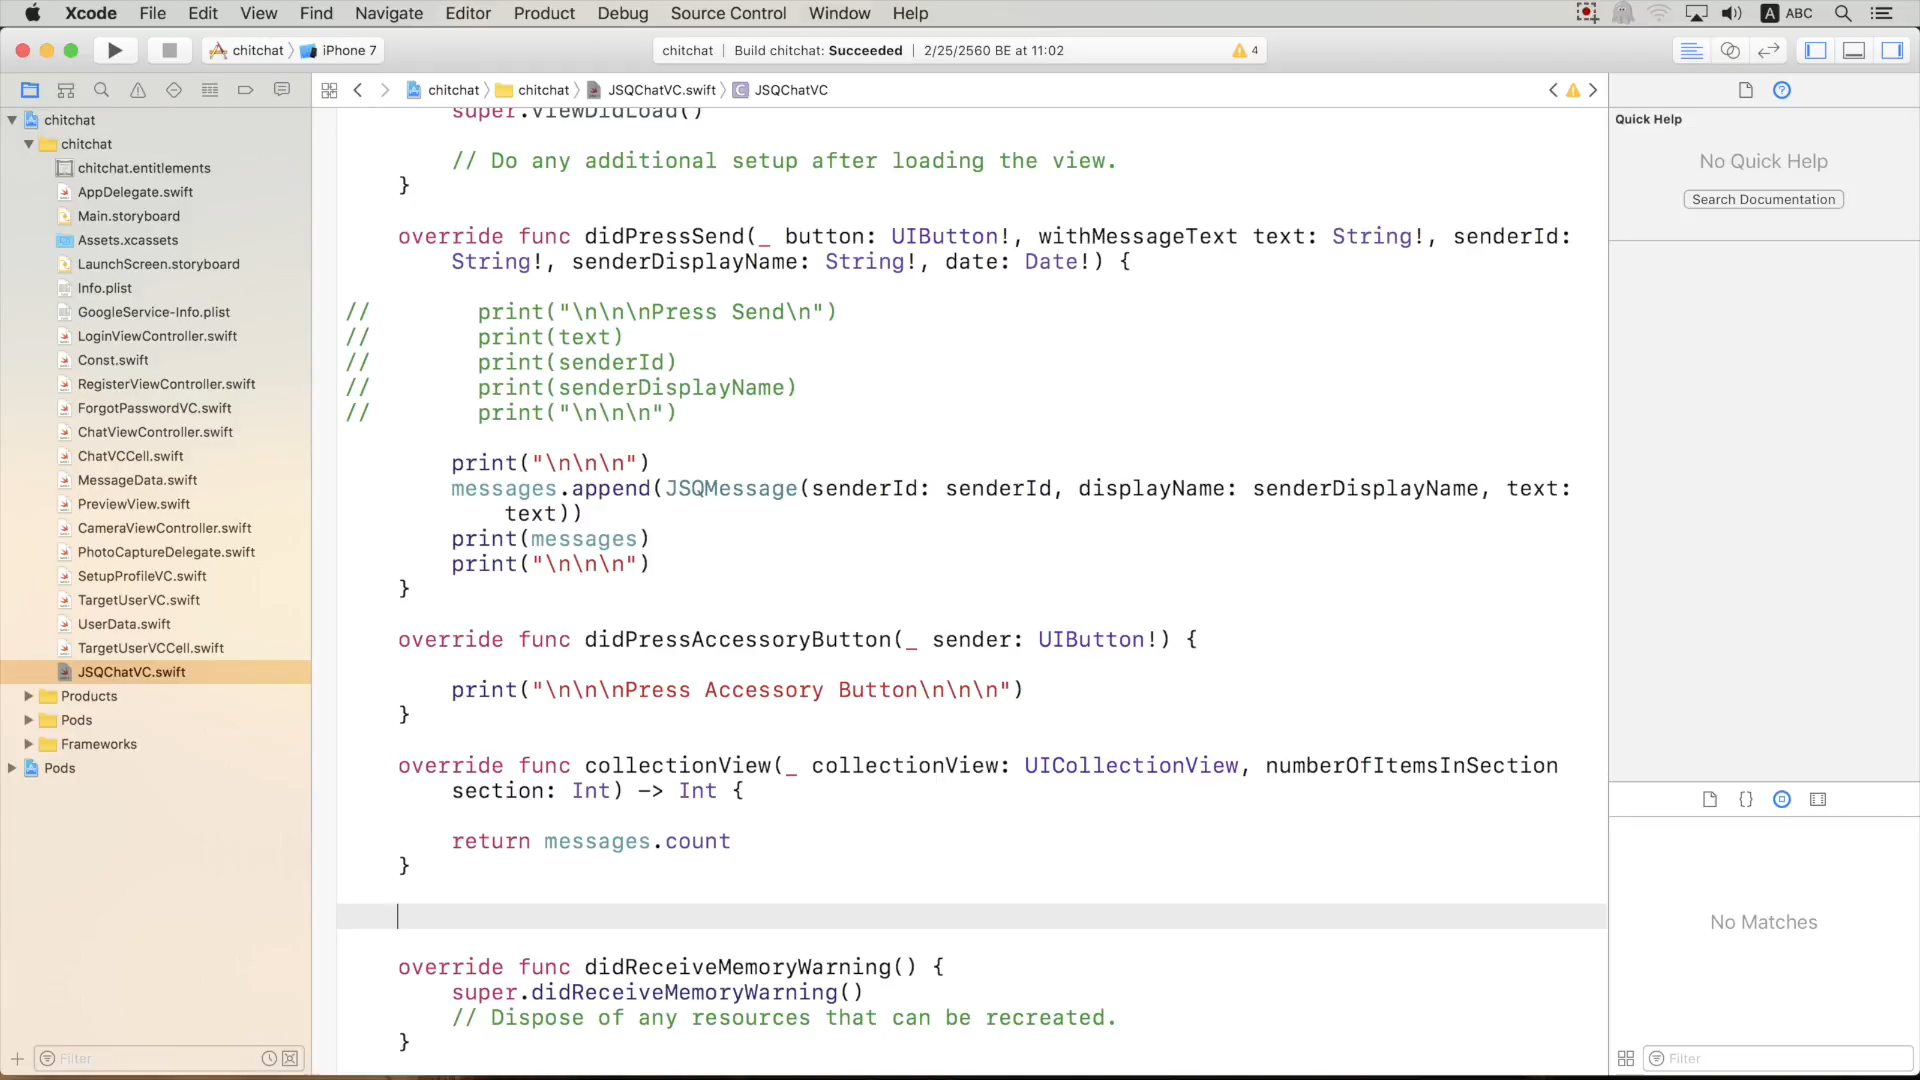 Xcode File Edit View Find Navigate Editor Product Debug Source Control Window Help A ABC
chitchat iPhone 7
chitchat | Build chitchat: Succeeded | 2/25/2560 BE at 11:02
4
chitchat chitchat JSQChatVC.swift C JSQChatVC
chitchat
chitchat
chitchat.entitlements
AppDelegate.swift
Main.storyboard
Assets.xcassets
LaunchScreen.storyboard
Info.plist
GoogleService-Info.plist
LoginViewController.swift
Const.swift
RegisterViewController.swift
ForgotPasswordVC.swift
ChatViewController.swift
ChatVCCell.swift
MessageData.swift
PreviewView.swift
CameraViewController.swift
PhotoCaptureDelegate.swift
SetupProfileVC.swift
TargetUserVC.swift
UserData.swift
TargetUserVCCell.swift
JSQChatVC.swift
Products
Pods
Frameworks
Pods
Filter
super.viewDidLoad()
// Do any additional setup after loading the view.
}
override func didPressSend(_ button: UIButton!, withMessageText text: String!, senderId:
String!, senderDisplayName: String!, date: Date!) {
// print("\n\n\nPress Send\n")
// print(text)
// print(senderId)
// print(senderDisplayName)
// print("\n\n\n")
print("\n\n\n")
messages.append(JSQMessage(senderId: senderId, displayName: senderDisplayName, text:
text))
print(messages)
print("\n\n\n")
}
override func didPressAccessoryButton(_ sender: UIButton!) {
print("\n\n\nPress Accessory Button\n\n\n")
}
override func collectionView(_ collectionView: UICollectionView, numberOfItemsInSection
section: Int) -> Int {
return messages.count
}
override func didReceiveMemoryWarning() {
super.didReceiveMemoryWarning()
// Dispose of any resources that can be recreated.
}
Quick Help
No Quick Help
Search Documentation
{}
No Matches
Filter